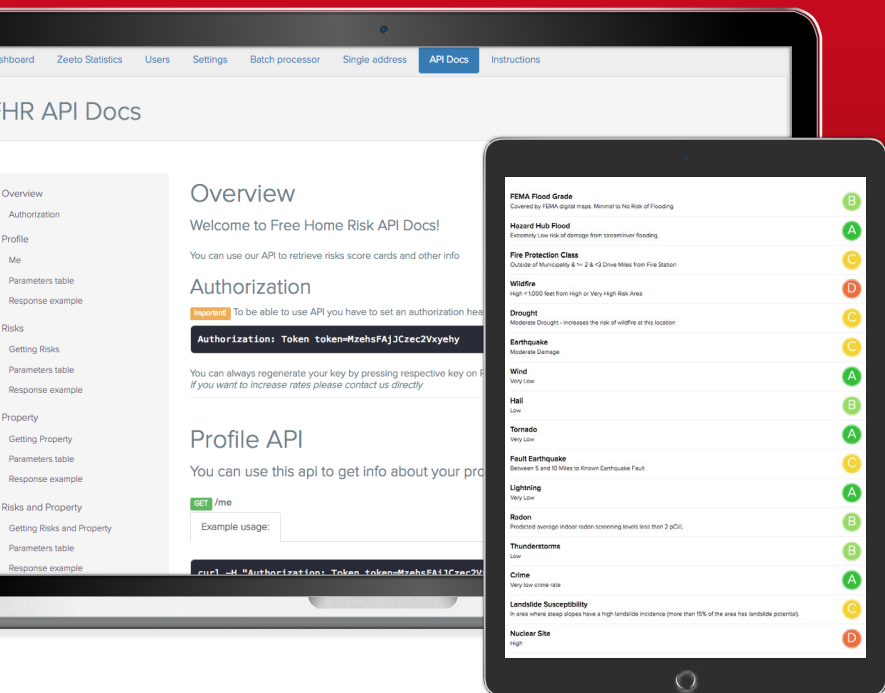 shboard Zeeto Statistics Users Settings Batch processor Single address API Docs Instructions
HR API Docs
Overview
Authorization
Profile
Me
Parameters table
Response example
Risks
Getting Risks
Parameters table
Response example
Property
Getting Property
Parameters table
Response example
Risks and Property
Getting Risks and Property
Parameters table
Response example
Overview
Welcome to Free Home Risk API Docs!
You can use our API to retrieve risks score cards and other info
Authorization
Important! To be able to use API you have to set an authorization hea
Authorization: Token token=MzehsFAjJCzec2Vxyehy
You can always regenerate your key by pressing respective key on P
If you want to increase rates please contact us directly
Profile API
You can use this api to get info about your pro
GET /me
Example usage:
curl -H "Authorization: Token token=MzehsFAjJCzec2V
FEMA Flood Grade B
Covered by FEMA digital maps. Minimal to No Risk of Flooding
Hazard Hub Flood A
Extremely Low risk of damage from stream/river flooding.
Fire Protection Class C
Outside of Municipality & >= 2 & <3 Drive Miles from Fire Station
Wildfire D
High < 1,000 feet from High or Very High Risk Area
Drought C
Moderate Drought - increases the risk of wildfire at this location
Earthquake C
Moderate Damage
Wind A
Very Low
Hail B
Low
Tornado A
Very Low
Fault Earthquake C
Between 5 and 10 Miles to Known Earthquake Fault
Lightning A
Very Low
Radon B
Predicted average indoor radon screening levels less than 2 pCi/L
Thunderstorms B
Low
Crime A
Very low crime rate
Landslide Susceptibility C
In area where steep slopes have a high landslide incidence (more than 15% of the area has landslide potential).
Nuclear Site D
High